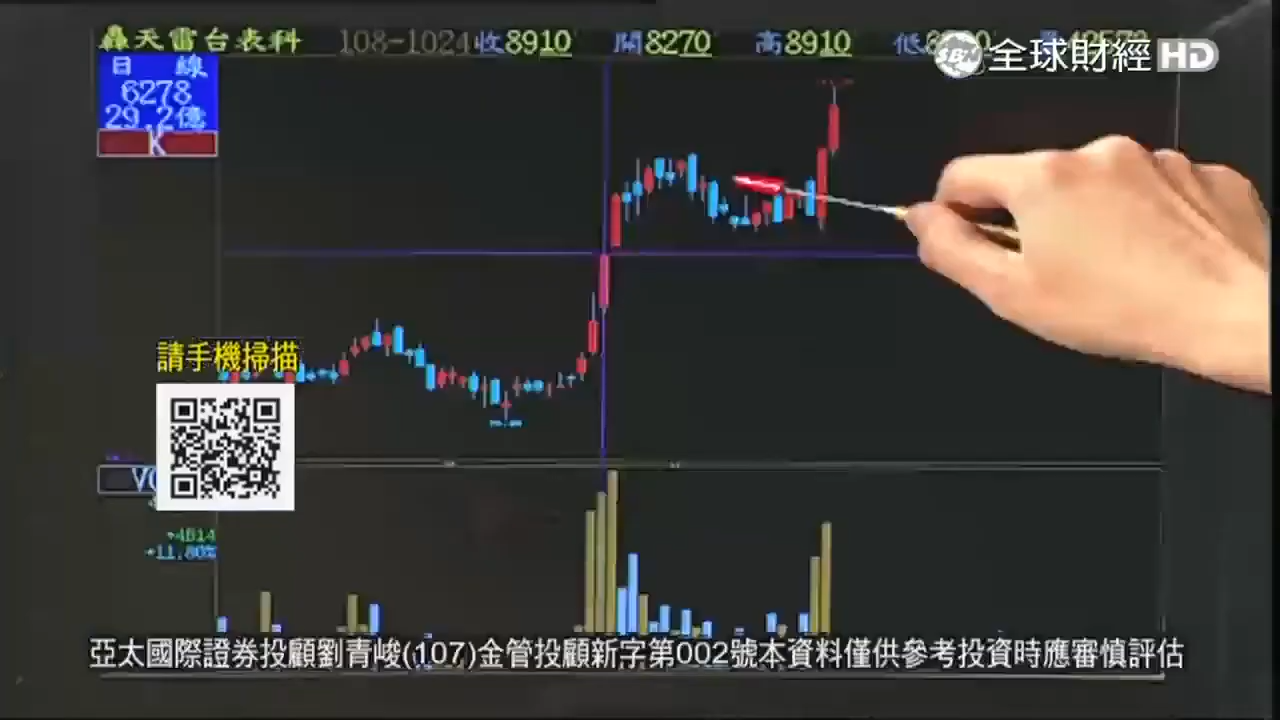 轟天雷台表科 108-1024 收8910 開8270 高8910
全球財經HD
日 線
6278
29.2億
K
請手機掃描
+4814
+11.80%
亞太國際證券投顧劉青峻(107)金管投顧新字第002號本資料僅供參考投資時應審慎評估